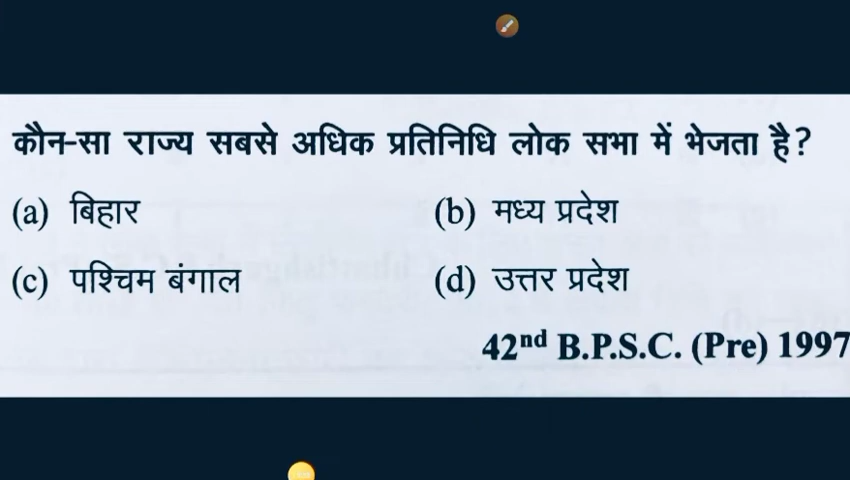 कौन-सा राज्य सबसे अधिक प्रतिनिधि लोक सभा में भेजता है?
(a) बिहार (b) मध्य प्रदेश
(c) पश्चिम बंगाल (d) उत्तर प्रदेश
42nd B.P.S.C. (Pre) 1997